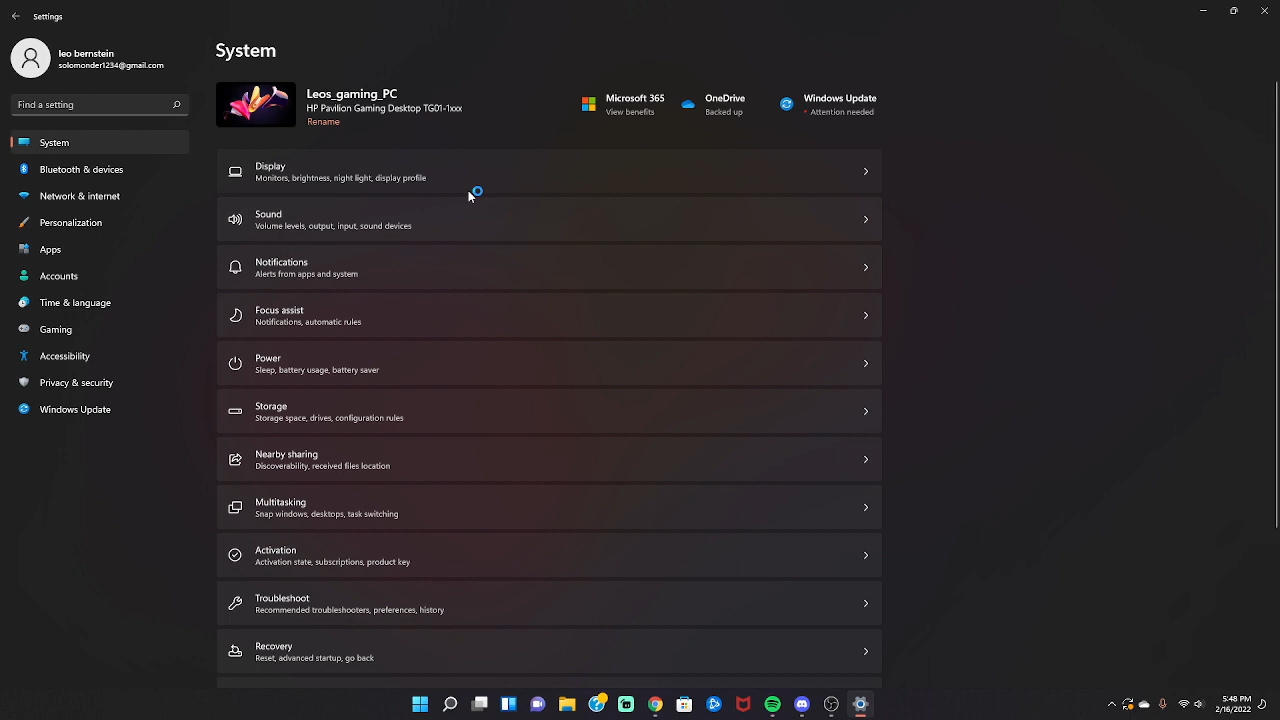 Settings
leo bernstein
solomonder1234@gmail.com
Find a setting
System
Bluetooth & devices
Network & internet
Personalization
Apps
Accounts
Time & language
Gaming
Accessibility
Privacy & security
Windows Update
System
Leos_gaming_PC
HP Pavilion Gaming Desktop TG01-1xxx
Rename
Microsoft 365
View benefits
OneDrive
Backed up
Windows Update
Attention needed
Display
Monitors, brightness, night light, display profile
Sound
Volume levels, output, input, sound devices
Notifications
Alerts from apps and system
Focus assist
Notifications, automatic rules
Power
Sleep, battery usage, battery saver
Storage
Storage space, drives, configuration rules
Nearby sharing
Discoverability, received files location
Multitasking
Snap windows, desktops, task switching
Activation
Activation state, subscriptions, product key
Troubleshoot
Recommended troubleshooters, preferences, history
Recovery
Reset, advanced startup, go back
5:48 PM
2/16/2022